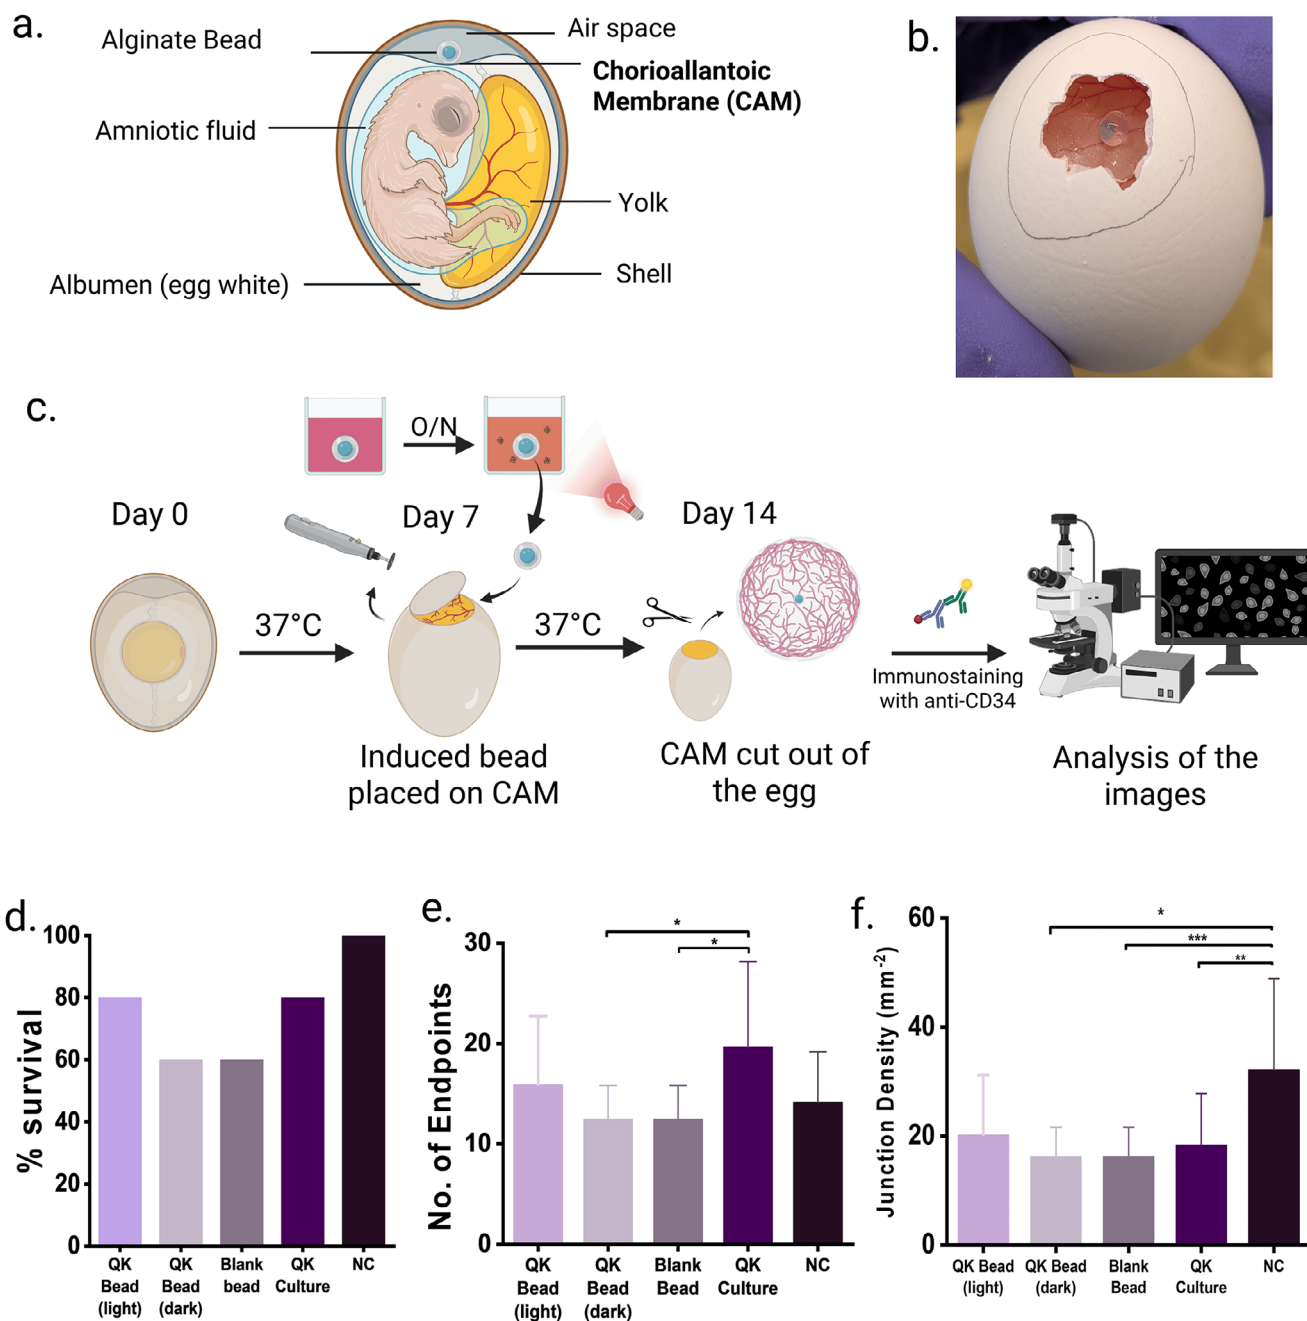 a.
Alginate Bead
Air space
Chorioallantoic
Membrane (CAM)
Amniotic fluid
Yolk
Shell
Albumen (egg white)
b.
c.
O/N
Day 0
Day 7
Day 14
37°C
37°C
Immunostaining
with anti-CD34
Induced bead
placed on CAM
CAM cut out of
the egg
Analysis of the
images
d.
% survival
100
80
60
40
20
0
QK
Bead
(light)
QK
Bead
(dark)
Blank
bead
QK
Culture
NC
e.
No. of Endpoints
30
20
10
0
*
*
QK
Bead
(light)
QK
Bead
(dark)
Blank
Bead
QK
Culture
NC
f.
Junction Density (mm⁻²)
60
40
20
0
*
***
**
QK Bead
(light)
QK Bead
(dark)
Blank
Bead
QK
Culture
NC